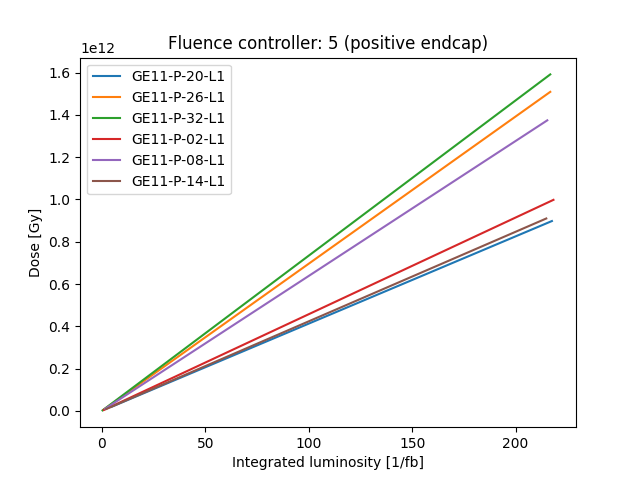 Fluence controller: 5 (positive endcap)
1e12
GE11-P-20-L1
GE11-P-26-L1
GE11-P-32-L1
GE11-P-02-L1
GE11-P-08-L1
GE11-P-14-L1
Dose [Gy]
1.6
1.4
1.2
1.0
0.8
0.6
0.4
0.2
0.0
0 50 100 150 200
Integrated luminosity [1/fb]